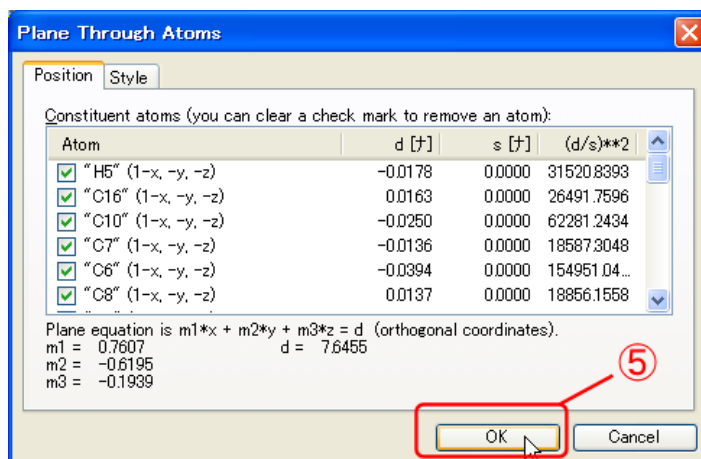 Plane Through Atoms
Position Style
Constituent atoms (you can clear a check mark to remove an atom):
Atom d [ｻ] s [ｻ] (d/s)**2
"H5" (1-x, -y, -z) -0.0178 0.0000 31520.8393
"C16" (1-x, -y, -z) 0.0163 0.0000 26491.7596
"C10" (1-x, -y, -z) -0.0250 0.0000 62281.2434
"C7" (1-x, -y, -z) -0.0136 0.0000 18587.3048
"C6" (1-x, -y, -z) -0.0394 0.0000 154951.04...
"C8" (1-x, -y, -z) 0.0137 0.0000 18856.1558
Plane equation is m1*x + m2*y + m3*z = d (orthogonal coordinates).
m1 = 0.7607 d = 7.6455
m2 = -0.6195
m3 = -0.1939
⑤
OK Cancel